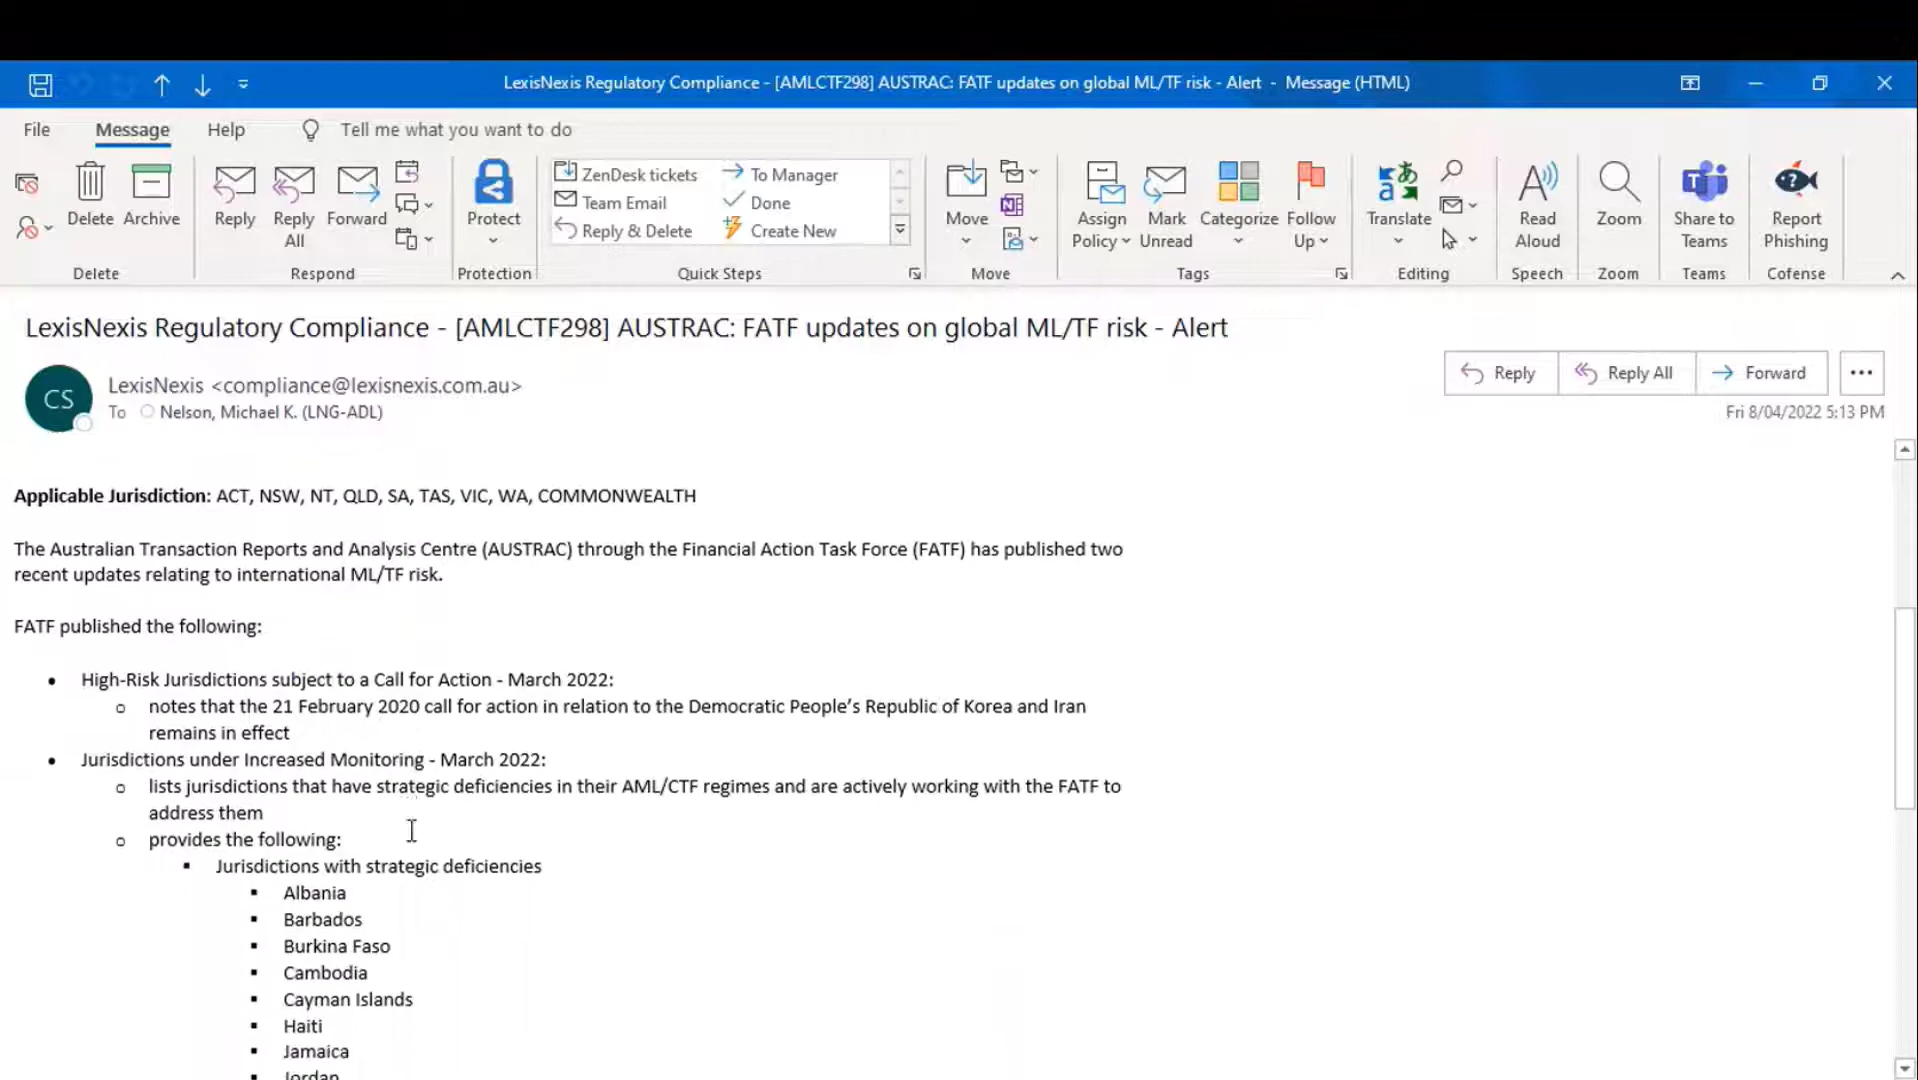 LexisNexis Regulatory Compliance - [AMLCTF298] AUSTRAC: FATF updates on global ML/TF risk - Alert - Message (HTML)
File
Message
Help
Tell me what you want to do
Delete
Archive
Reply
Reply All
Forward
Protect
ZenDesk tickets
To Manager
Team Email
Done
Reply & Delete
Create New
Move
Assign Policy
Mark Unread
Categorize
Follow Up
Translate
Read Aloud
Zoom
Share to Teams
Report Phishing
Delete
Respond
Protection
Quick Steps
Move
Tags
Editing
Speech
Zoom
Teams
Cofense
LexisNexis Regulatory Compliance - [AMLCTF298] AUSTRAC: FATF updates on global ML/TF risk - Alert
CS
LexisNexis <compliance@lexisnexis.com.au>
To Nelson, Michael K. (LNG-ADL)
Reply
Reply All
Forward
Fri 8/04/2022 5:13 PM
Applicable Jurisdiction: ACT, NSW, NT, QLD, SA, TAS, VIC, WA, COMMONWEALTH
The Australian Transaction Reports and Analysis Centre (AUSTRAC) through the Financial Action Task Force (FATF) has published two
recent updates relating to international ML/TF risk.
FATF published the following:
• High-Risk Jurisdictions subject to a Call for Action - March 2022:
o notes that the 21 February 2020 call for action in relation to the Democratic People’s Republic of Korea and Iran
remains in effect
• Jurisdictions under Increased Monitoring - March 2022:
o lists jurisdictions that have strategic deficiencies in their AML/CTF regimes and are actively working with the FATF to
address them
o provides the following:
▪ Jurisdictions with strategic deficiencies
▪ Albania
▪ Barbados
▪ Burkina Faso
▪ Cambodia
▪ Cayman Islands
▪ Haiti
▪ Jamaica
Jordan